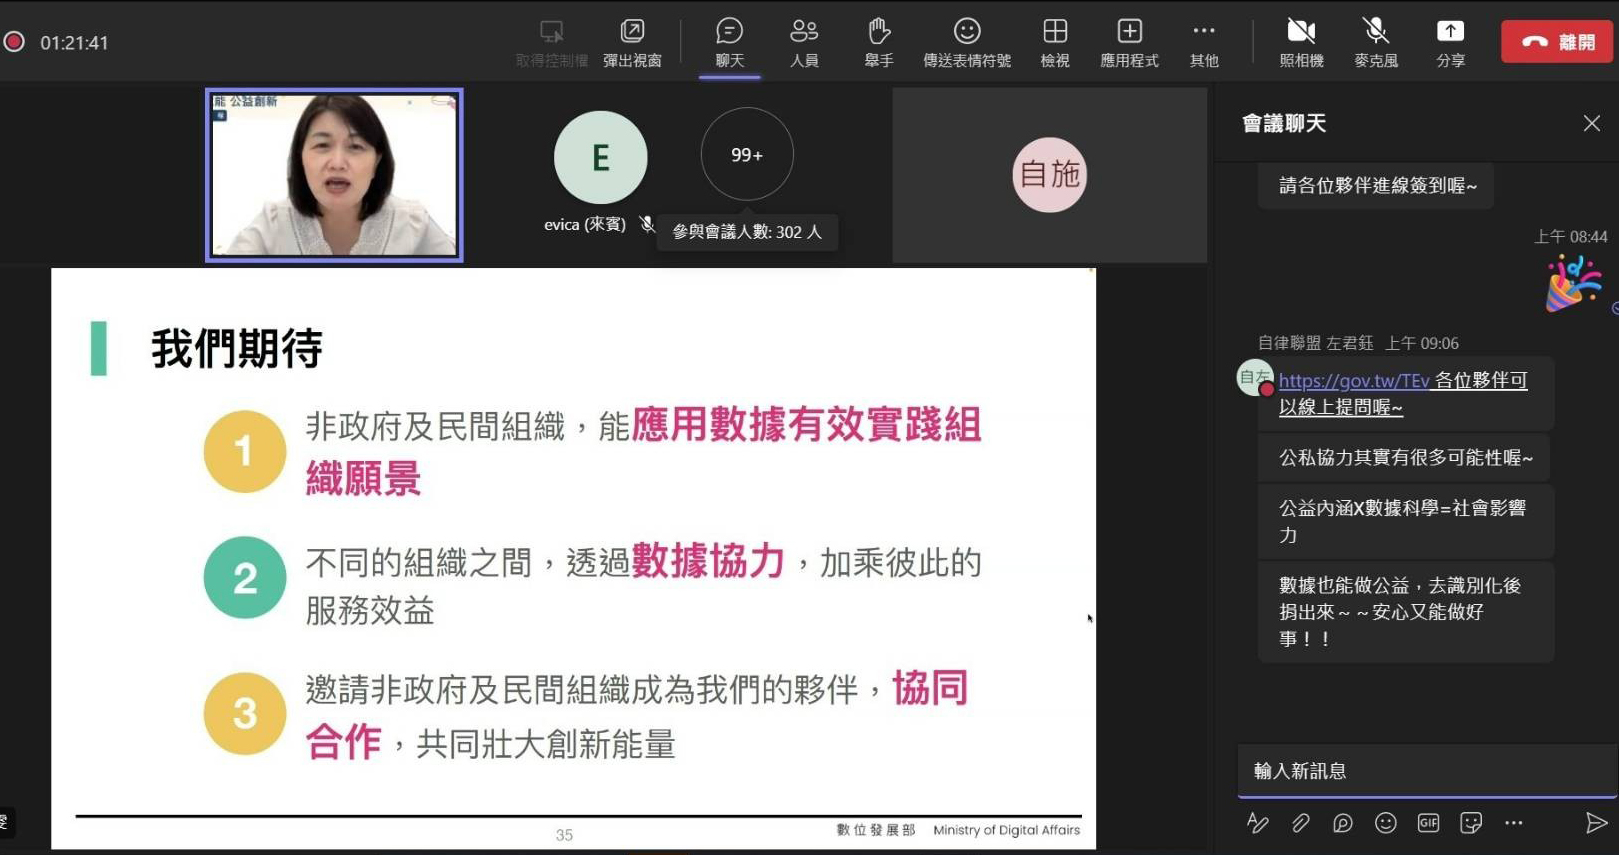 01:21:41
取得控制權
彈出視窗
聊天
人員
舉手
傳送表情符號
檢視
應用程式
其他
照相機
麥克風
分享
離開
能 公益創新
E
evica (來賓)
99+
參與會議人數: 302 人
自施
我們期待
1
非政府及民間組織，能應用數據有效實踐組
織願景
2
不同的組織之間，透過數據協力，加乘彼此的
服務效益
3
邀請非政府及民間組織成為我們的夥伴，協同
合作，共同壯大創新能量
35
數位發展部 Ministry of Digital Affairs
會議聊天
請各位夥伴進線簽到喔~
上午 08:44
自律聯盟 左君鈺 上午 09:06
自左
https://gov.tw/TEv 各位夥伴可
以線上提問喔~
公私協力其實有很多可能性喔~
公益內涵X數據科學=社會影響
力
數據也能做公益，去識別化後
捐出來～～安心又能做好
事！！
輸入新訊息
GIF